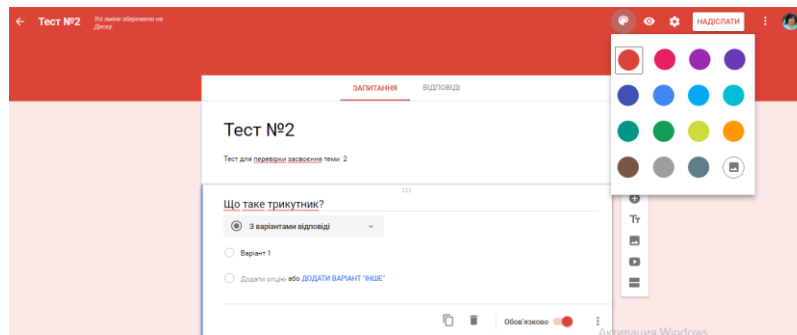 Тест №2
Усі зміни збережено на
Диску
НАДІСЛАТИ
ЗАПИТАННЯ ВІДПОВІДІ
Тест №2
Тест для перевірки засвоєння теми 2
Що таке трикутник?
З варіантами відповіді
Варіант 1
Додати опцію або ДОДАТИ ВАРІАНТ "ІНШЕ"
Обов'язково
Тт
Активация Windows